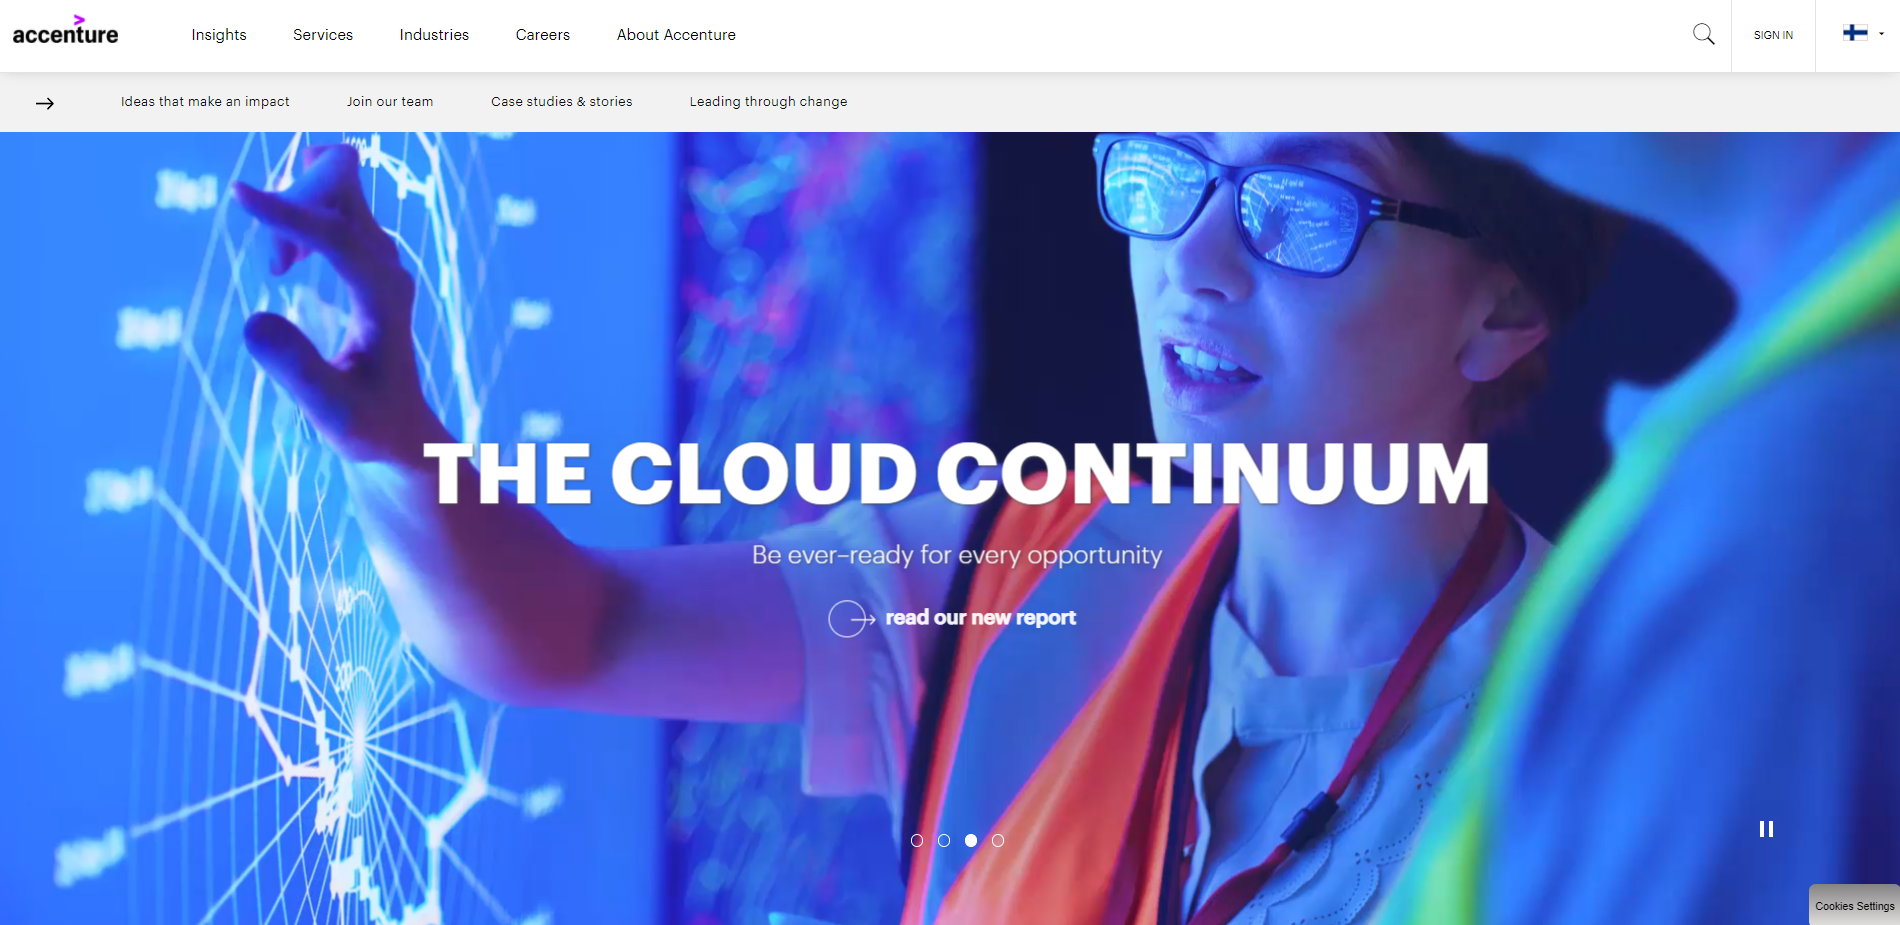 accenture
Insights Services Industries Careers About Accenture SIGN IN
Ideas that make an impact Join our team Case studies & stories Leading through change
THE CLOUD CONTINUUM
Be ever-ready for every opportunity
read our new report
Cookies Settings